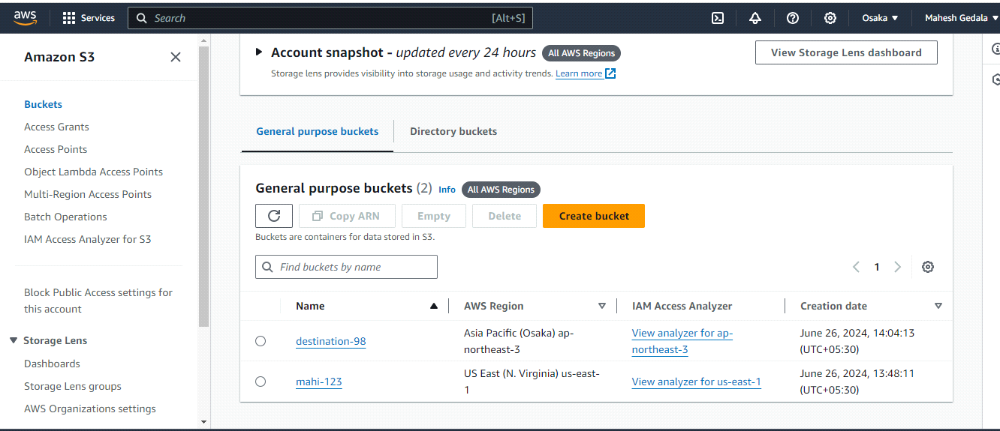 aws
Services
Search
[Alt+S]
Osaka
Mahesh Gedala
Amazon S3
Buckets
Access Grants
Access Points
Object Lambda Access Points
Multi-Region Access Points
Batch Operations
IAM Access Analyzer for S3
Block Public Access settings for
this account
Storage Lens
Dashboards
Storage Lens groups
AWS Organizations settings
Account snapshot - updated every 24 hours
All AWS Regions
View Storage Lens dashboard
Storage lens provides visibility into storage usage and activity trends. Learn more
General purpose buckets
Directory buckets
General purpose buckets (2)
Info
All AWS Regions
Copy ARN
Empty
Delete
Create bucket
Buckets are containers for data stored in S3.
Find buckets by name
1
Name
AWS Region
IAM Access Analyzer
Creation date
destination-98
Asia Pacific (Osaka) ap-
northeast-3
View analyzer for ap-
northeast-3
June 26, 2024, 14:04:13
(UTC+05:30)
mahi-123
US East (N. Virginia) us-east-
1
View analyzer for us-east-1
June 26, 2024, 13:48:11
(UTC+05:30)